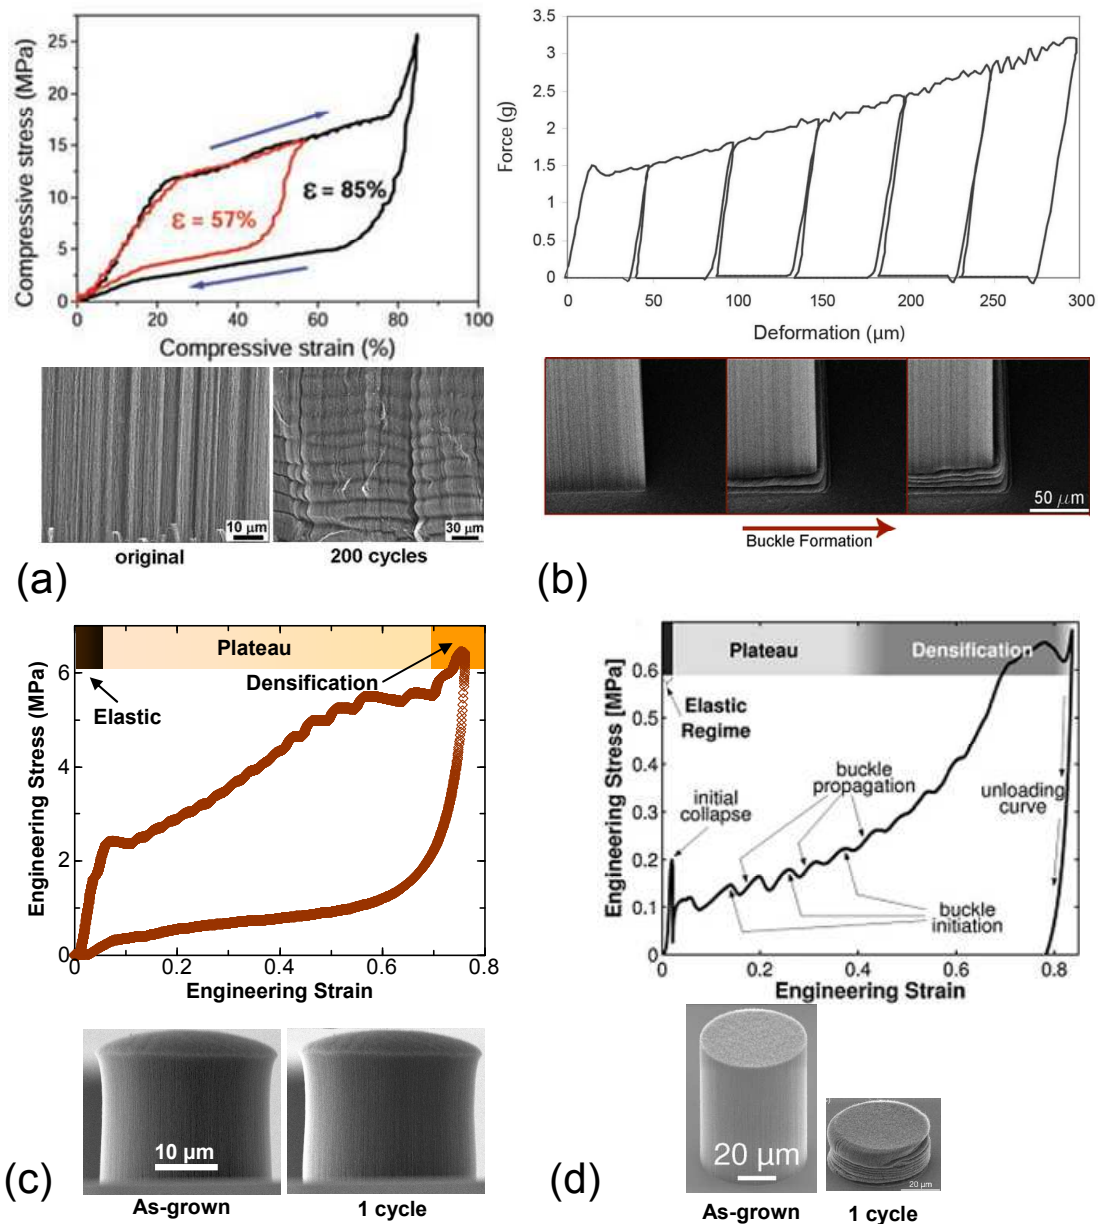 25
20
15
10
5
0
Compressive stress (MPa)
ε = 85%
ε = 57%
0 20 40 60 80 100
Compressive strain (%)
10 µm
30 µm
original
200 cycles
(a)
3.5
3
2.5
2
1.5
1
0.5
0
Force (g)
0 50 100 150 200 250 300
Deformation (µm)
50 µm
Buckle Formation
(b)
Plateau
Densification
Elastic
6
4
2
0
Engineering Stress (MPa)
0.2 0.4 0.6 0.8
Engineering Strain
10 µm
As-grown
1 cycle
(c)
Plateau
Densification
Elastic
Regime
0.6
0.5
0.4
0.3
0.2
0.1
0
Engineering Stress [MPa]
initial
collapse
buckle
propagation
unloading
curve
buckle
initiation
0 0.2 0.4 0.6 0.8
Engineering Strain
20 µm
20 µm
As-grown
1 cycle
(d)